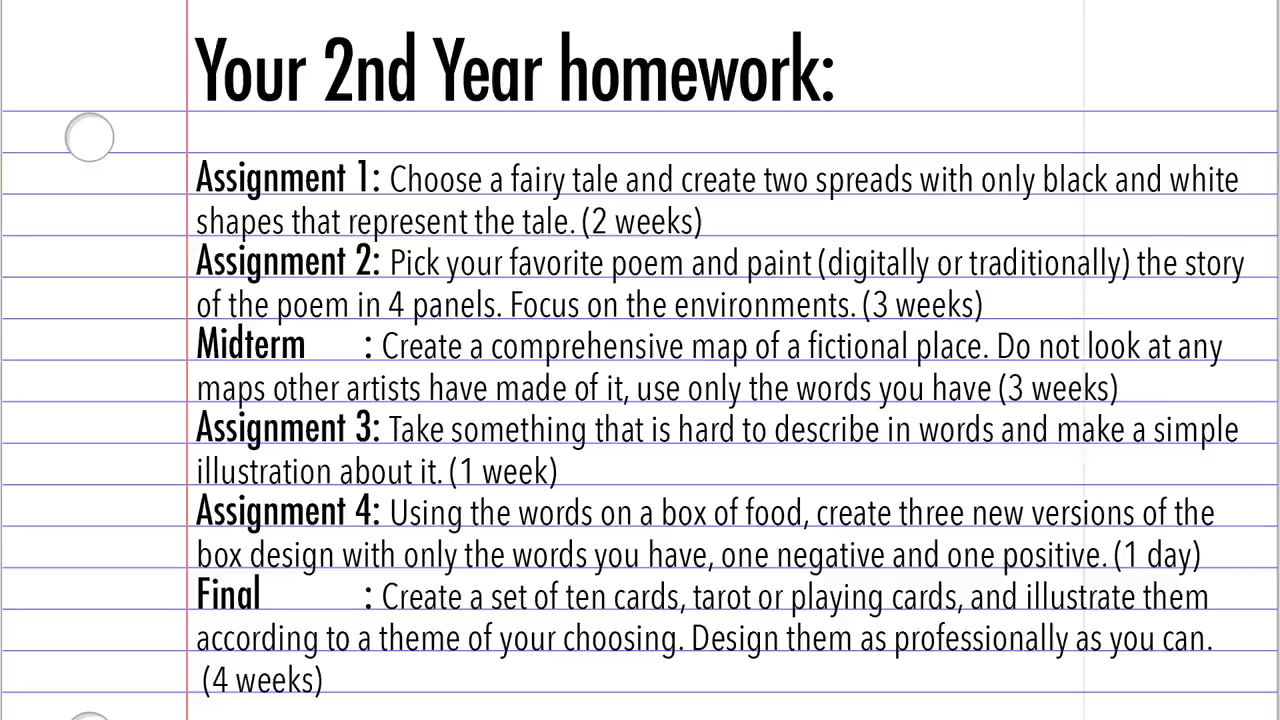 Your 2nd Year homework:
Assignment 1: Choose a fairy tale and create two spreads with only black and white
shapes that represent the tale. (2 weeks)
Assignment 2: Pick your favorite poem and paint (digitally or traditionally) the story
of the poem in 4 panels. Focus on the environments. (3 weeks)
Midterm : Create a comprehensive map of a fictional place. Do not look at any
maps other artists have made of it, use only the words you have (3 weeks)
Assignment 3: Take something that is hard to describe in words and make a simple
illustration about it. (1 week)
Assignment 4: Using the words on a box of food, create three new versions of the
box design with only the words you have, one negative and one positive. (1 day)
Final : Create a set of ten cards, tarot or playing cards, and illustrate them
according to a theme of your choosing. Design them as professionally as you can.
(4 weeks)